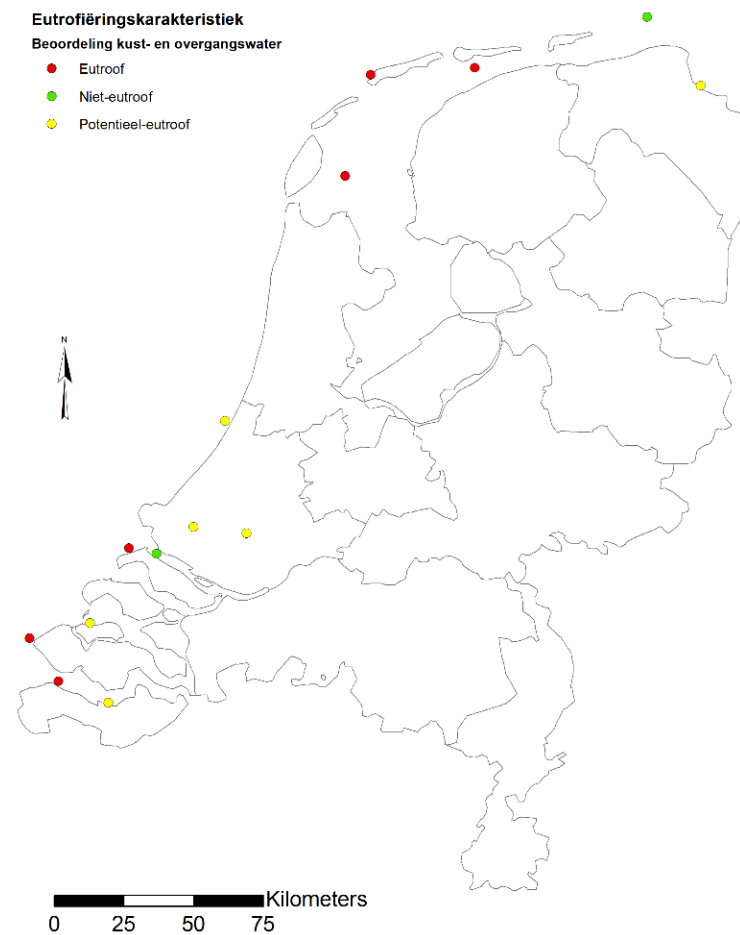 Eutrofiëringskarakteristiek
Beoordeling kust- en overgangswater
Eutroof
Niet-eutroof
Potentieel-eutroof
N
Kilometers
0 25 50 75